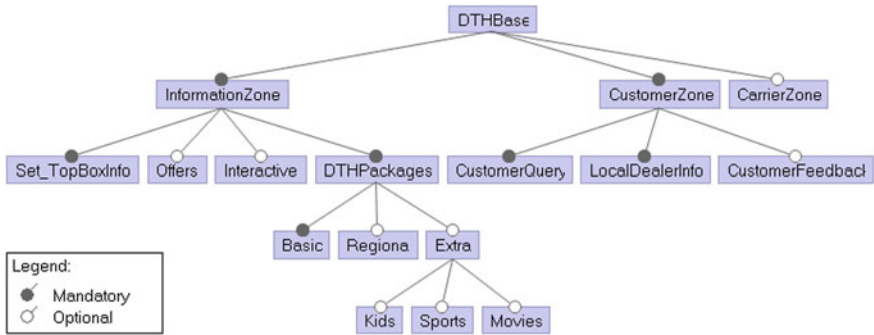 DTHBase
InformationZone CustomerZone CarrierZone
Set_TopBoxInfo Offers Interactive DTHPackages CustomerQuery LocalDealerInfo CustomerFeedback
Basic Regiona Extra
Legend:
Mandatory
Optional
Kids Sports Movies